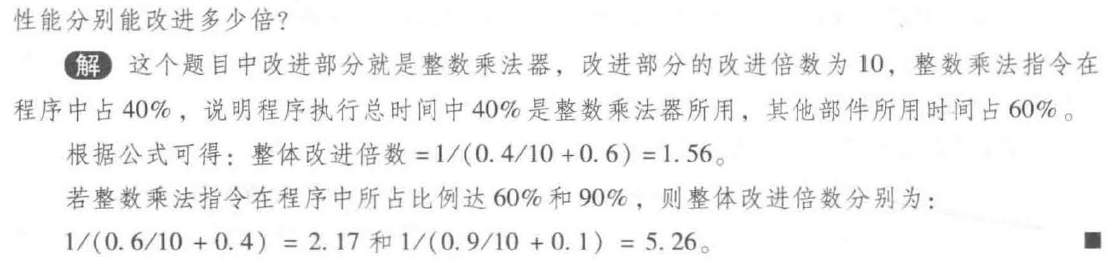 性能分别能改进多少倍?
解 这个题目中改进部分就是整数乘法器，改进部分的改进倍数为 10，整数乘法指令在
程序中占 40%，说明程序执行总时间中 40% 是整数乘法器所用，其他部件所用时间占 60%。
根据公式可得：整体改进倍数 =1/(0.4/10 +0.6) =1.56。
若整数乘法指令在程序中所占比例达 60% 和 90%，则整体改进倍数分别为：
1/(0.6/10 +0.4) = 2.17 和 1/(0.9/10 + 0.1) = 5.26。